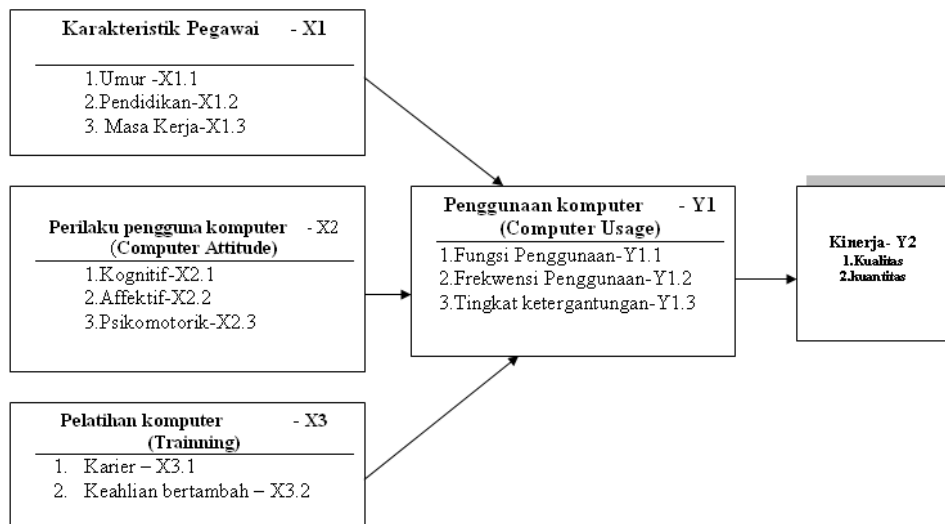 Karakteristik Pegawai - X1
1.Umur -X1.1
2.Pendidikan-X1.2
3. Masa Kerja-X1.3
Perilaku pengguna komputer - X2
(Computer Attitude)
1.Kognitif-X2.1
2.Affektif-X2.2
3.Psikomotorik-X2.3
Pelatihan komputer - X3
(Trainning)
1. Karier – X3.1
2. Keahlian bertambah – X3.2
Penggunaan komputer - Y1
(Computer Usage)
1.Fungsi Penggunaan-Y1.1
2.Frekwensi Penggunaan-Y1.2
3.Tingkat ketergantungan-Y1.3
Kinerja- Y2
1.Kualitas
2.kuantitas